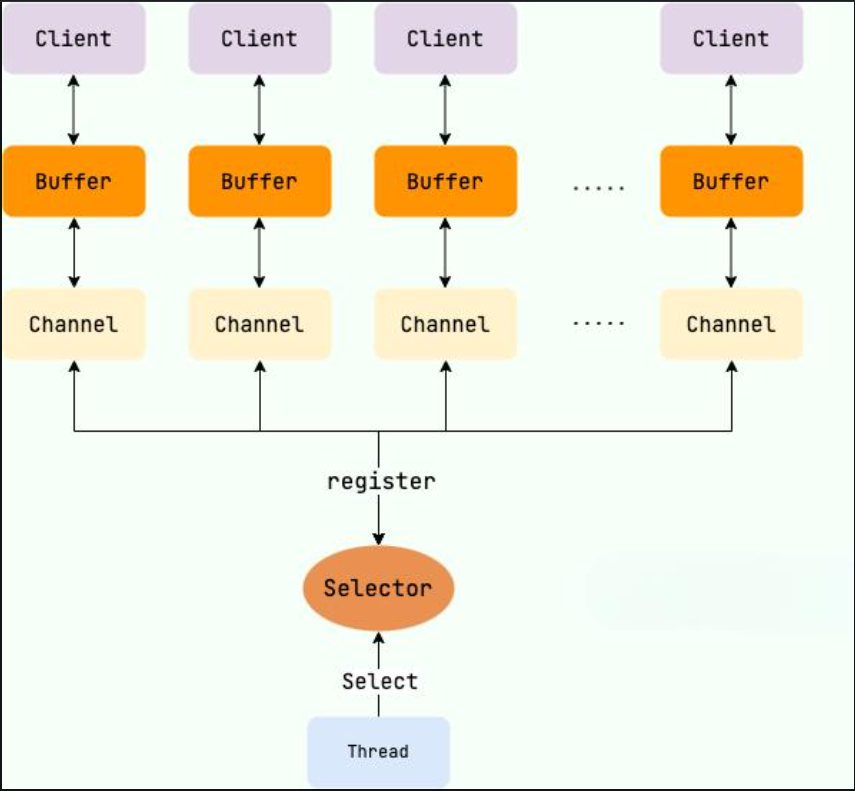 Client Client Client Client
Buffer Buffer Buffer ..... Buffer
Channel Channel Channel ..... Channel
register
Selector
Select
Thread